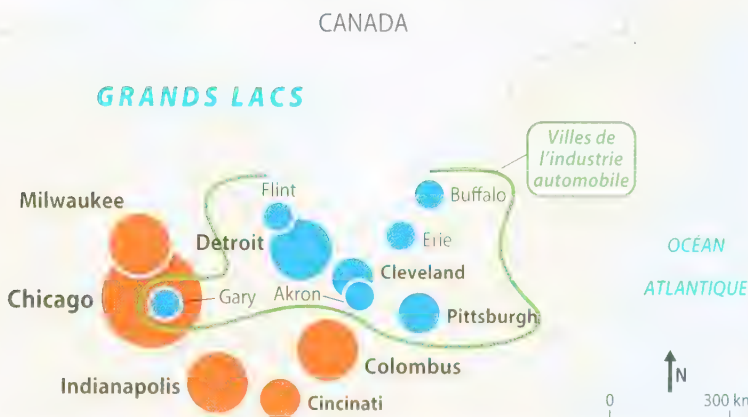 CANADA
GRANDS LACS
Villes de
l'industrie
automobile
Flint
Buffalo
Milwaukee
Detroit
Erie
OCÉAN
ATLANTIQUE
Cleveland
Chicago
Gary
Akron
Pittsburgh
Colombus
Indianapolis
Cincinati
N
0
300 km